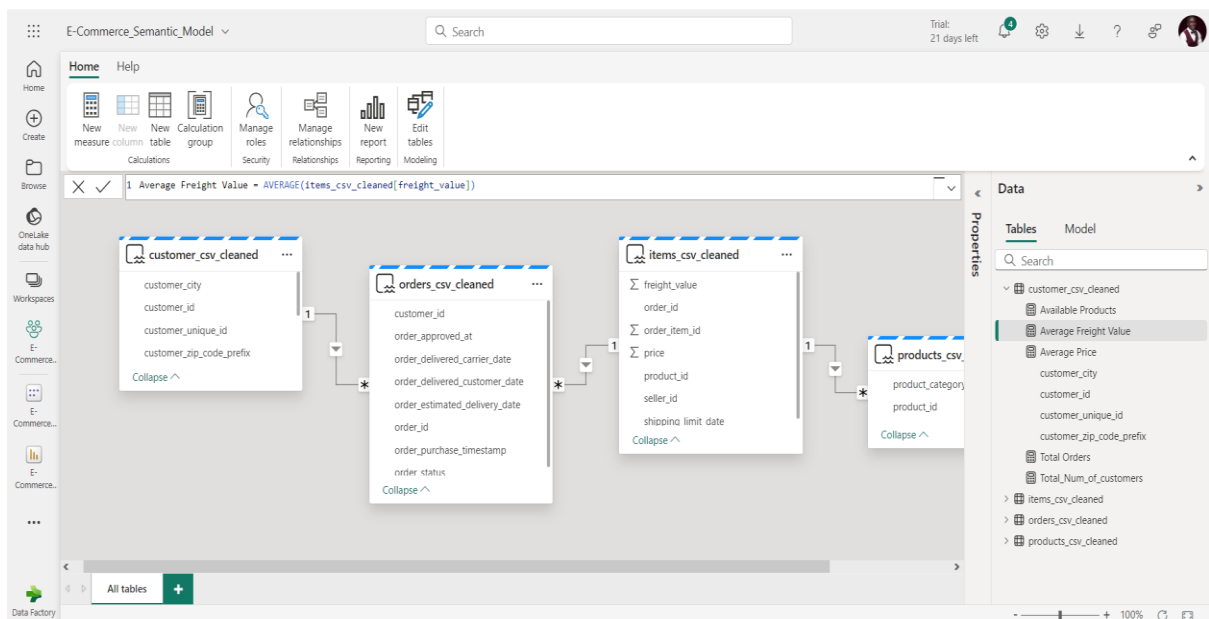 E-Commerce_Semantic_Model
Search
Trial:
21 days left
4
Home
Create
Browse
OneLake
data hub
Workspaces
E-
Commerce..
E-
Commerce...
E-
Commerce..
Data Factory
Home Help
New
measure
New
column
New
table
Calculation
group
Calculations
Manage
roles
Security
Manage
relationships
Relationships
New
report
Reporting
Edit
tables
Modeling
1 Average Freight Value = AVERAGE(items_csv_cleaned[freight_value])
customer_csv_cleaned
customer_city
customer_id
customer_unique_id
customer_zip_code_prefix
Collapse
1
*
orders_csv_cleaned
customer_id
order_approved_at
order_delivered_carrier_date
order_delivered_customer_date
order_estimated_delivery_date
order_id
order_purchase_timestamp
order_status
Collapse
*
1
items_csv_cleaned
freight_value
order_id
order_item_id
price
product_id
seller_id
shipping_limit_date
Collapse
1
*
products_csv_
product_category
product_id
Collapse
Properties
Data
Tables Model
Search
customer_csv_cleaned
Available Products
Average Freight Value
Average Price
customer_city
customer_id
customer_unique_id
customer_zip_code_prefix
Total Orders
Total_Num_of_customers
items_csv_cleaned
orders_csv_cleaned
products_csv_cleaned
All tables
+
- + 100%